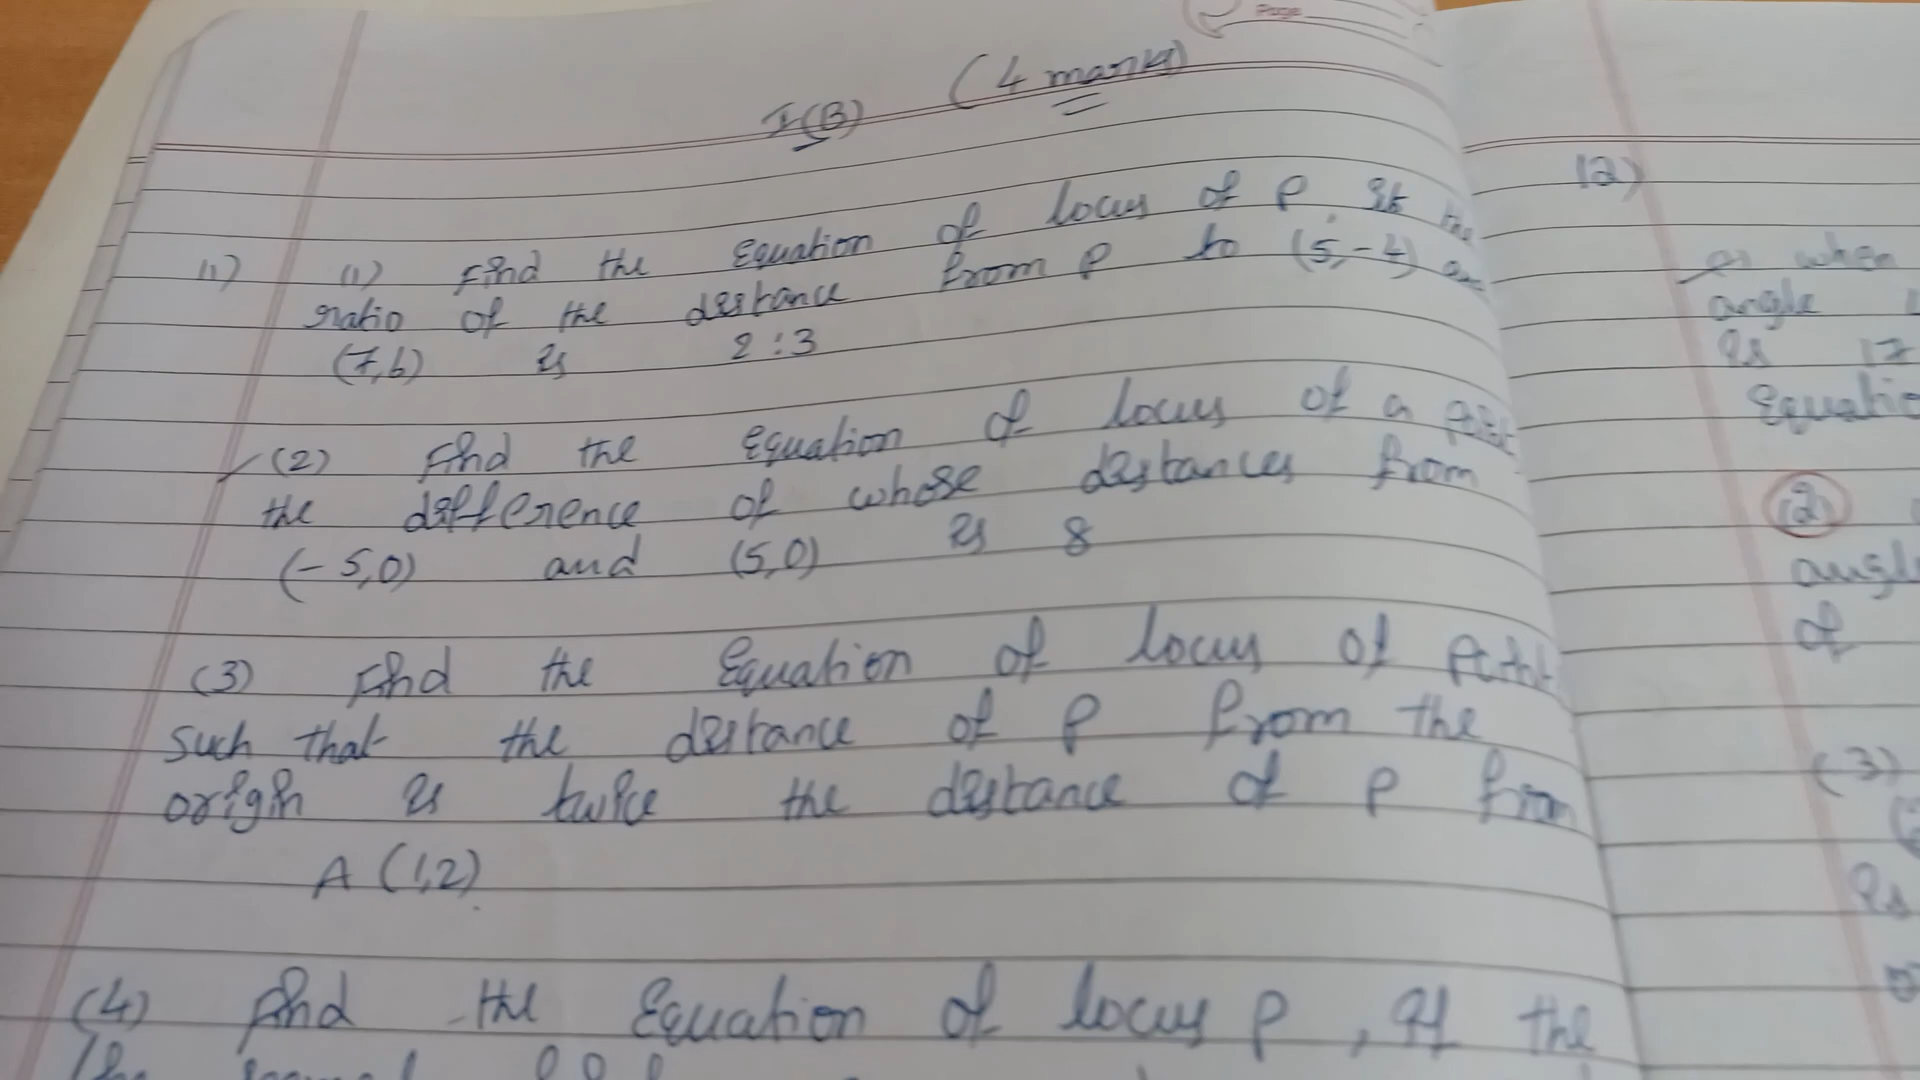 Page
I(B) (4 marks)
11) (1) Find the Equation of locus of P. If the
ratio of the distance from P to (5,-4) an
(7,6) is 2:3
(2) Find the Equation of locus of a
the difference of whose distances from
(-5,0) and (5,0) is 8
(3) Find the Equation of locus of
such that the distance of P from the
origin is twice the distance of P from
A (1,2).
(4) Find the Equation of locus P, If the
12)
when
angle
is 17
Equatio
(2)
angl
of
(3)
is